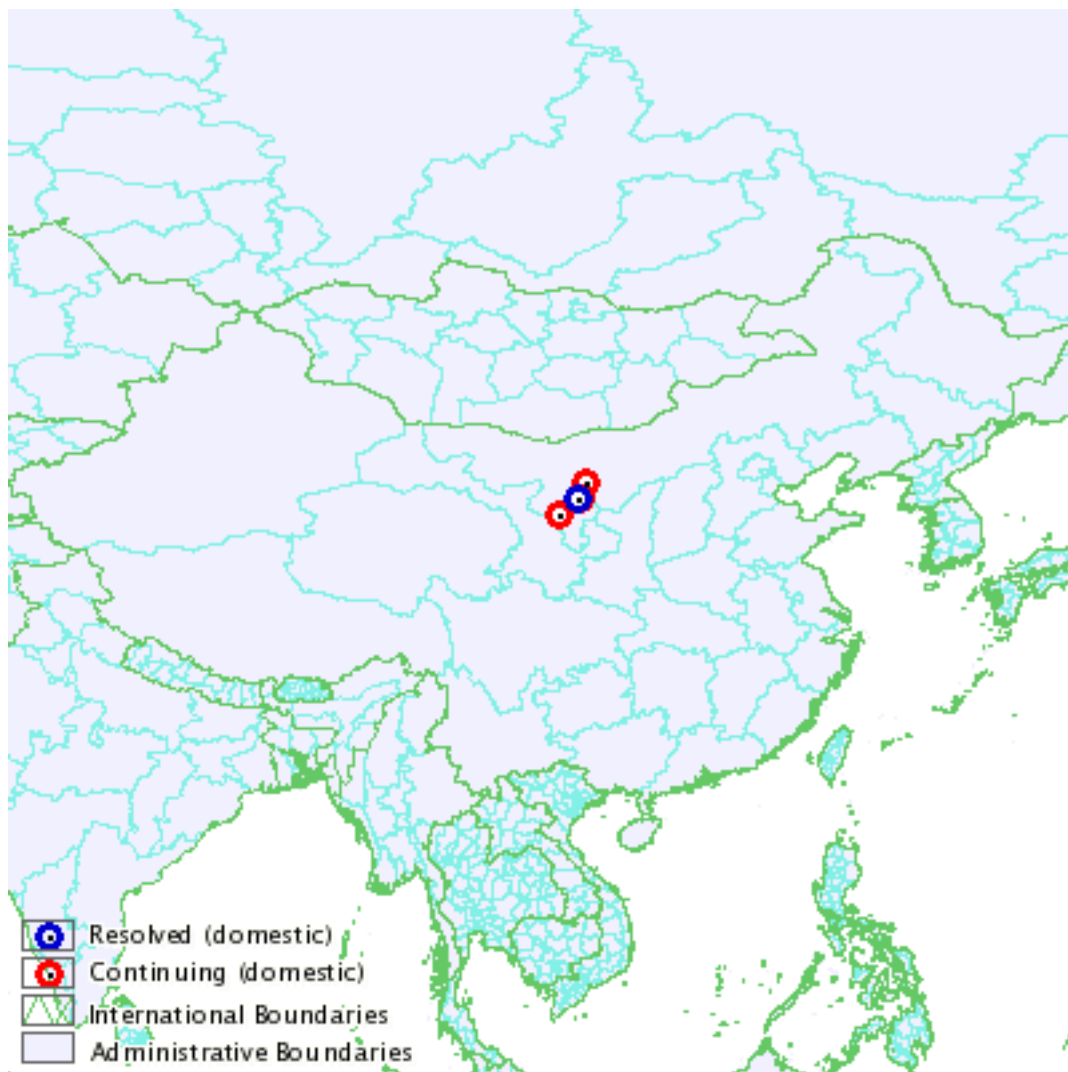 Resolved (domestic)
Continuing (domestic)
International Boundaries
Administrative Boundaries